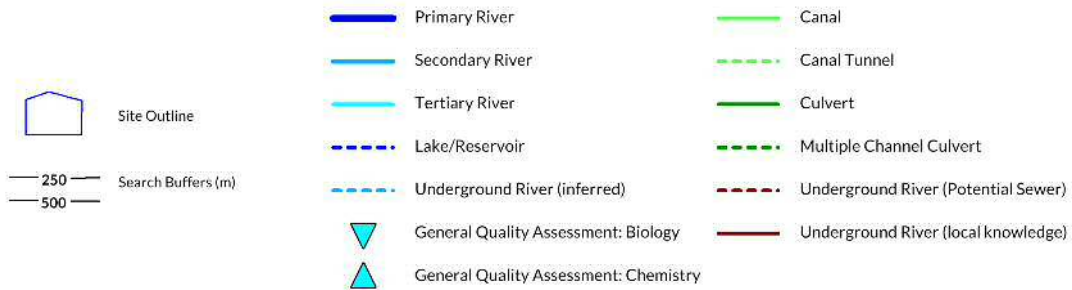 Site Outline
250
500
Search Buffers (m)
Primary River
Secondary River
Tertiary River
Lake/Reservoir
Underground River (inferred)
General Quality Assessment: Biology
General Quality Assessment: Chemistry
Canal
Canal Tunnel
Culvert
Multiple Channel Culvert
Underground River (Potential Sewer)
Underground River (local knowledge)